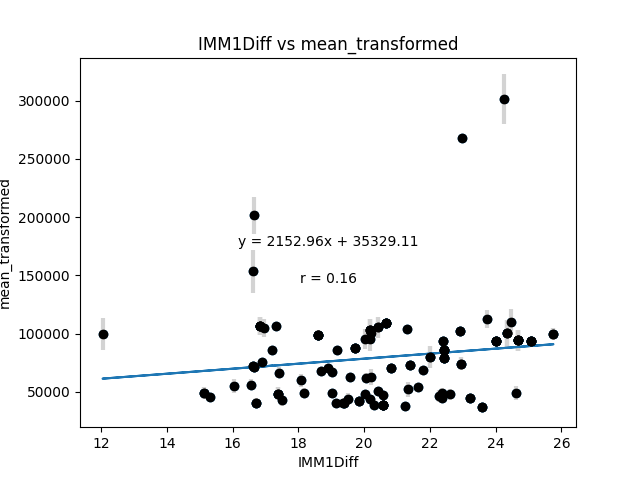 IMM1Diff vs mean_transformed
mean_transformed
300000
250000
200000
150000
100000
50000
y = 2152.96x + 35329.11
r = 0.16
12 14 16 18 20 22 24 26
IMM1Diff